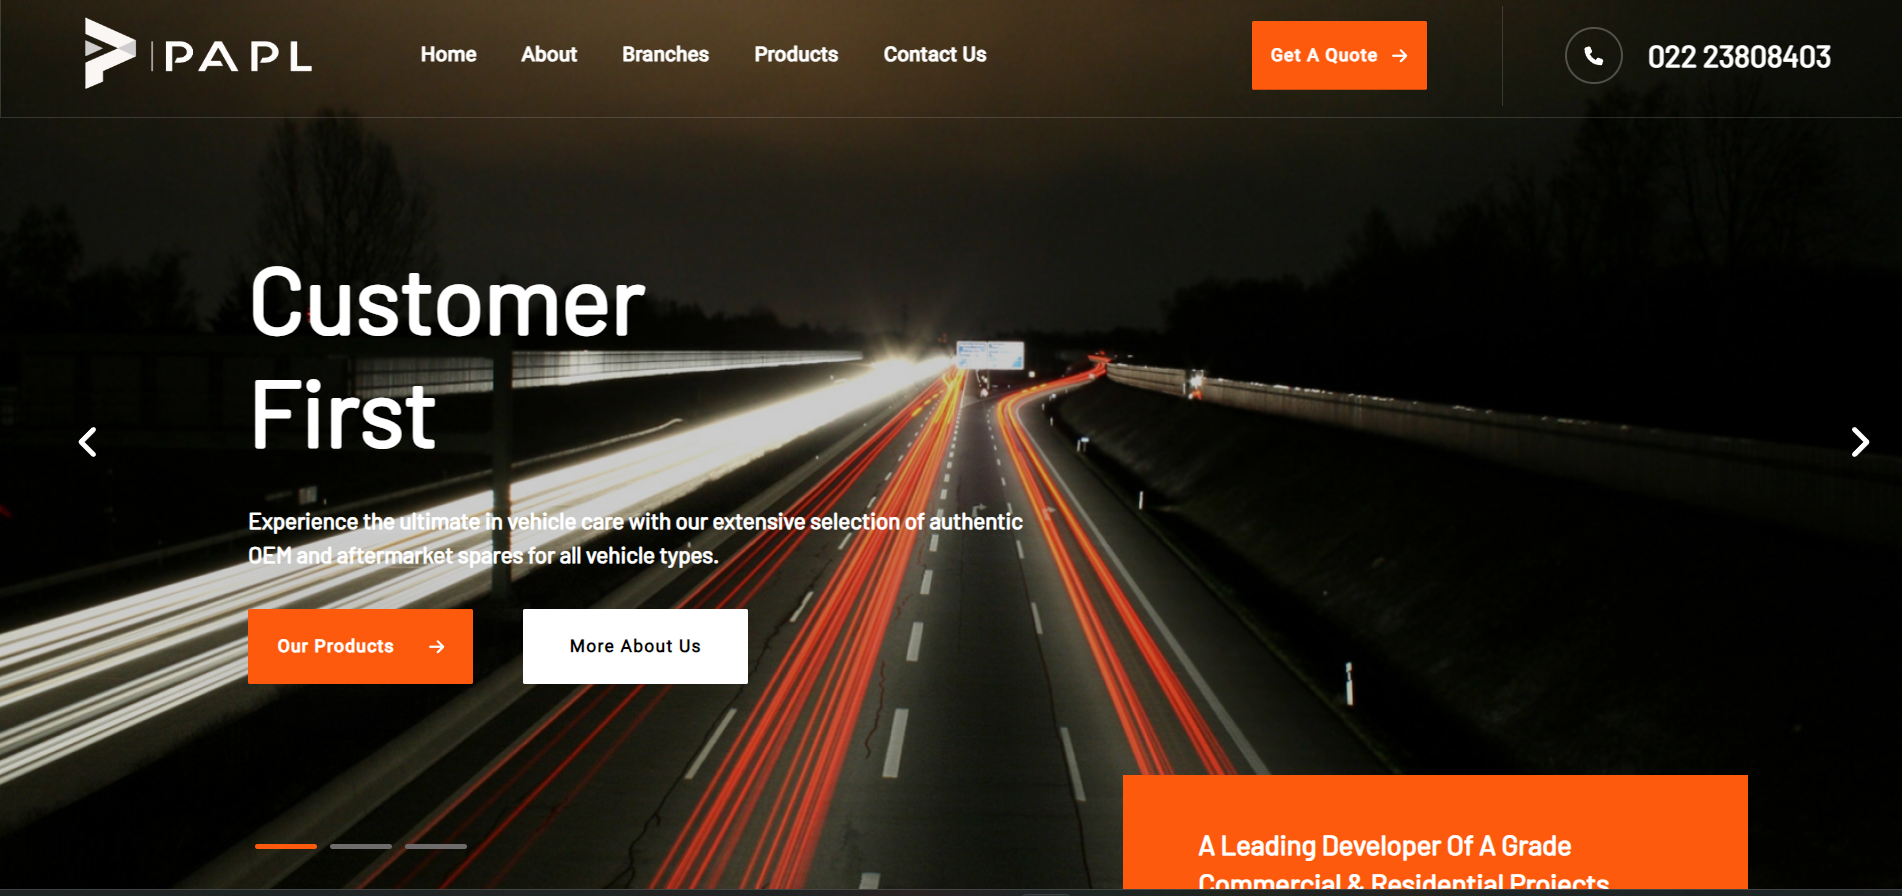 PAPL
Home About Branches Products Contact Us
Get A Quote
022 23808403
Customer
First
Experience the ultimate in vehicle care with our extensive selection of authentic
OEM and aftermarket spares for all vehicle types.
Our Products
More About Us
A Leading Developer Of A Grade
Commercial & Residential Projects